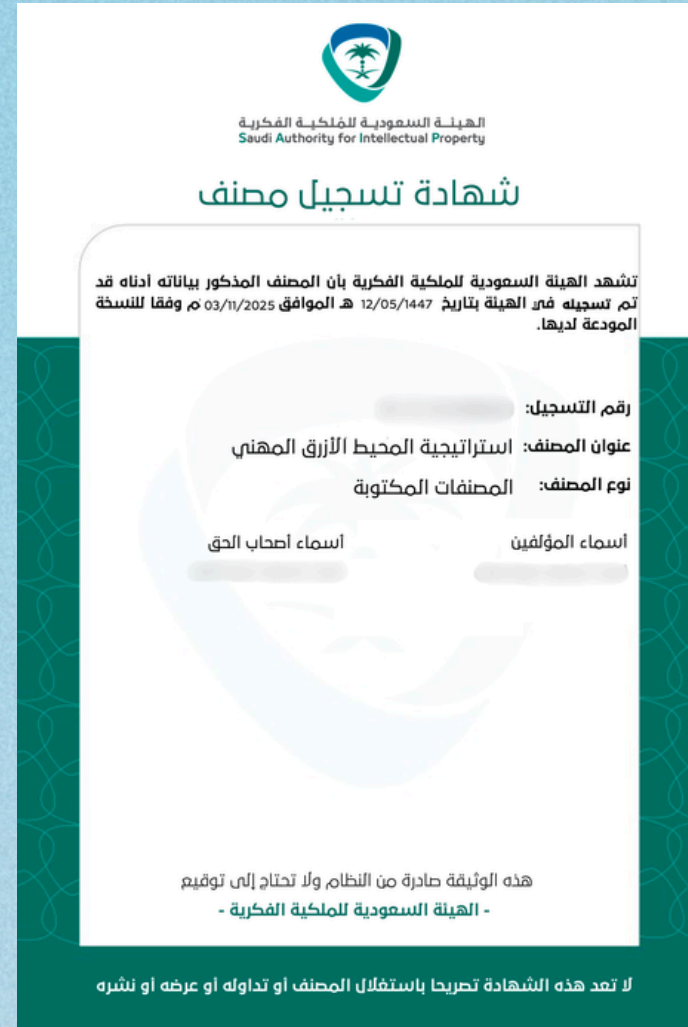 الهيئة السعودية للملكية الفكرية
Saudi Authority for Intellectual Property
شهادة تسجيل مصنف
تشهد الهيئة السعودية للملكية الفكرية بأن المصنف المذكور بياناته أدناه قد
تم تسجيله في الهيئة بتاريخ 12/05/1447 هـ الموافق 03/11/2025 م وفقا للنسخة
المودعة لديها.
رقم التسجيل:
عنوان المصنف: استراتيجية المحيط الأزرق المهني
نوع المصنف: المصنفات المكتوبة
أسماء المؤلفين أسماء أصحاب الحق
هذه الوثيقة صادرة من النظام ولا تحتاج إلى توقيع
- الهيئة السعودية للملكية الفكرية -
لا تعد هذه الشهادة تصريحا باستغلال المصنف أو تداوله أو عرضه أو نشره